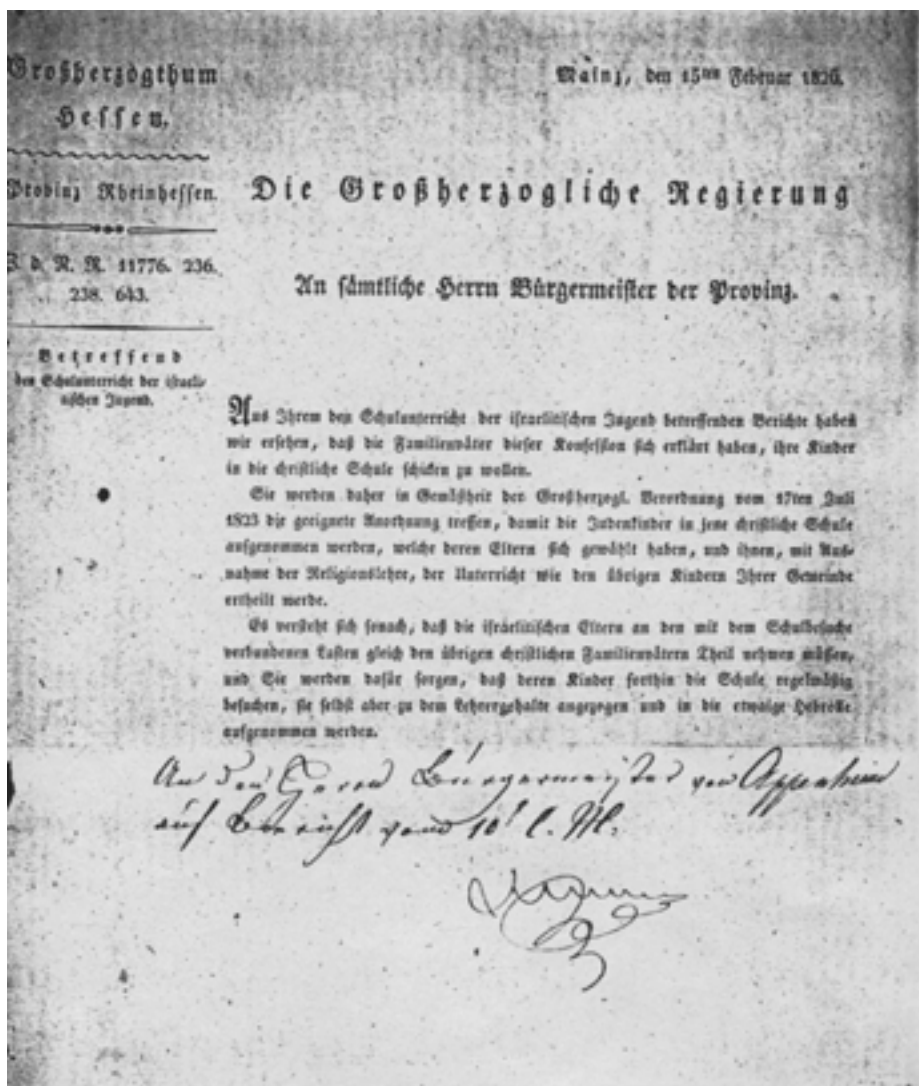 Großherzogthum
Hessen.
Provinz Rheinhessen.
Z. d. R. R. 11776. 236.
238. 643.
Betreffend
den Schulunterricht der israeli-
tischen Jugend.
Mainz, den 15ten Februar 1826.
Die Großherzogliche Regierung
An sämtliche Herrn Bürgermeister der Provinz.
Aus Ihrem den Schulunterricht der israelitischen Jugend betreffenden Berichte haben
wir ersehen, daß die Familienväter dieser Konfession sich erklärt haben, ihre Kinder
in die christliche Schule schicken zu wollen.
Sie werden daher in Gemäßheit der Großherzogl. Verordnung vom 17ten Juli
1823 die geeignete Anordnung treffen, damit die Judenkinder in jene christliche Schule
aufgenommen werden, welche deren Eltern sich gewählt haben, und ihnen, mit Aus-
nahme der Religionslehre, der Unterricht wie den übrigen Kindern Ihrer Gemeinde
ertheilt werde.
Es versteht sich sonach, daß die israelitischen Eltern an den mit dem Schulbesuche
verbundenen Lasten gleich den übrigen christlichen Familienvätern Theil nehmen müßen,
und Sie werden dafür sorgen, daß deren Kinder forthin die Schule regelmäßig
besuchen, sie selbst aber zu dem Lehrergehalte angezogen und in die etwaige Hebrolle
aufgenommen werden.
An den Herrn Bürgermeister von Appenheim
auf Bericht vom 10t l. M.